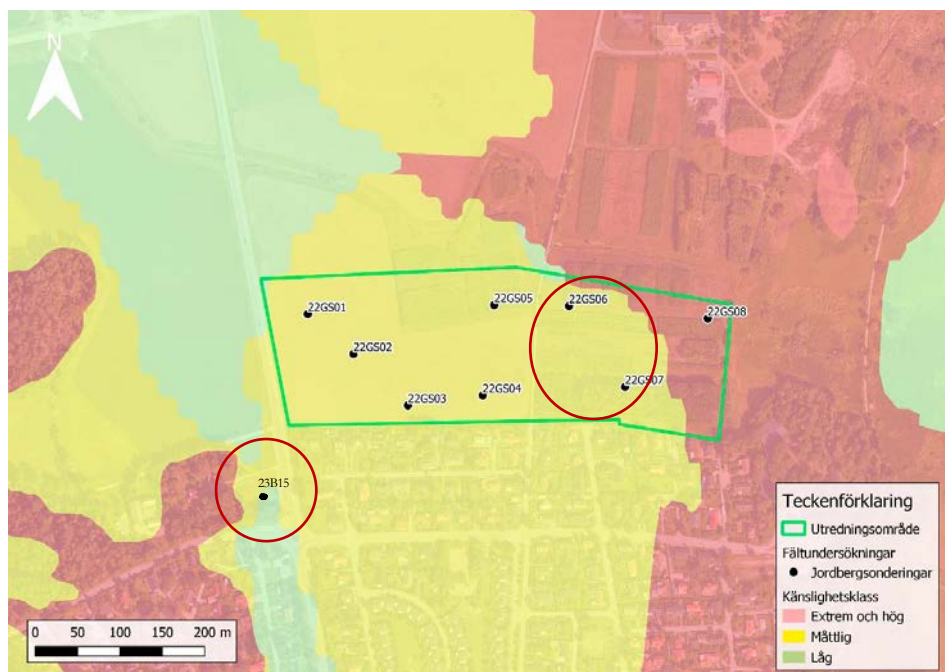 N
22GS01
22GS05
22GS06
22GS08
22GS02
22GS03
22GS04
22GS07
23B15
Teckenförklaring
Utredningsområde
Fältundersökningar
Jordbergsonderingar
Känslighetsklass
Extrem och hög
Måttlig
Låg
0 50 100 150 200 m